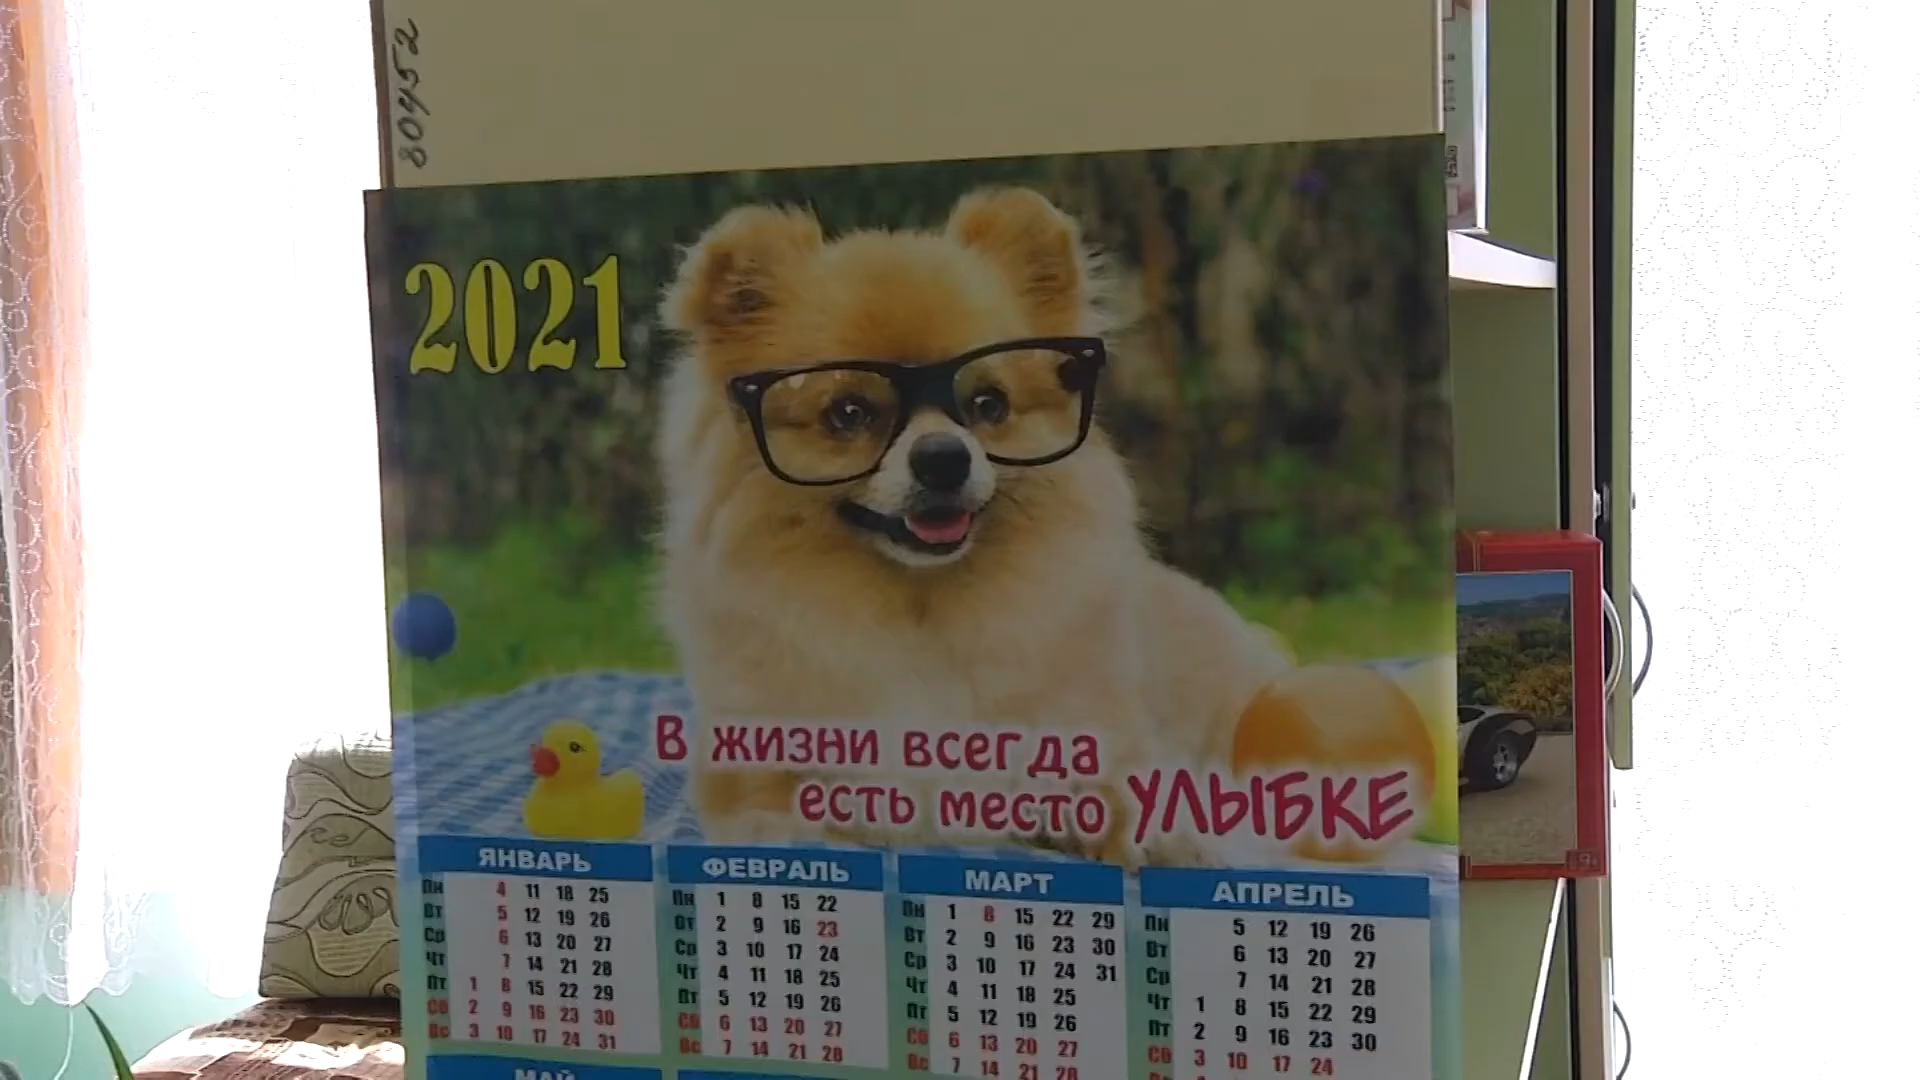 80452
2021
В жизни всегда
есть место УЛЫБКЕ
ЯНВАРЬ
Пн 4 11 18 25
Вт 5 12 19 26
Ср 6 13 20 27
Чт 7 14 21 28
Пт 1 8 15 22 29
Сб 2 9 16 23 30
Вс 3 10 17 24 31
ФЕВРАЛЬ
Пн 1 8 15 22
Вт 2 9 16 23
Ср 3 10 17 24
Чт 4 11 18 25
Пт 5 12 19 26
Сб 6 13 20 27
Вс 7 14 21 28
МАРТ
Пн 1 8 15 22 29
Вт 2 9 16 23 30
Ср 3 10 17 24 31
Чт 4 11 18 25
Пт 5 12 19 26
Сб 6 13 20 27
Вс 7 14 21 28
АПРЕЛЬ
Пн 5 12 19 26
Вт 6 13 20 27
Ср 7 14 21 28
Чт 1 8 15 22 29
Пт 2 9 16 23 30
Сб 3 10 17 24
МАЙ